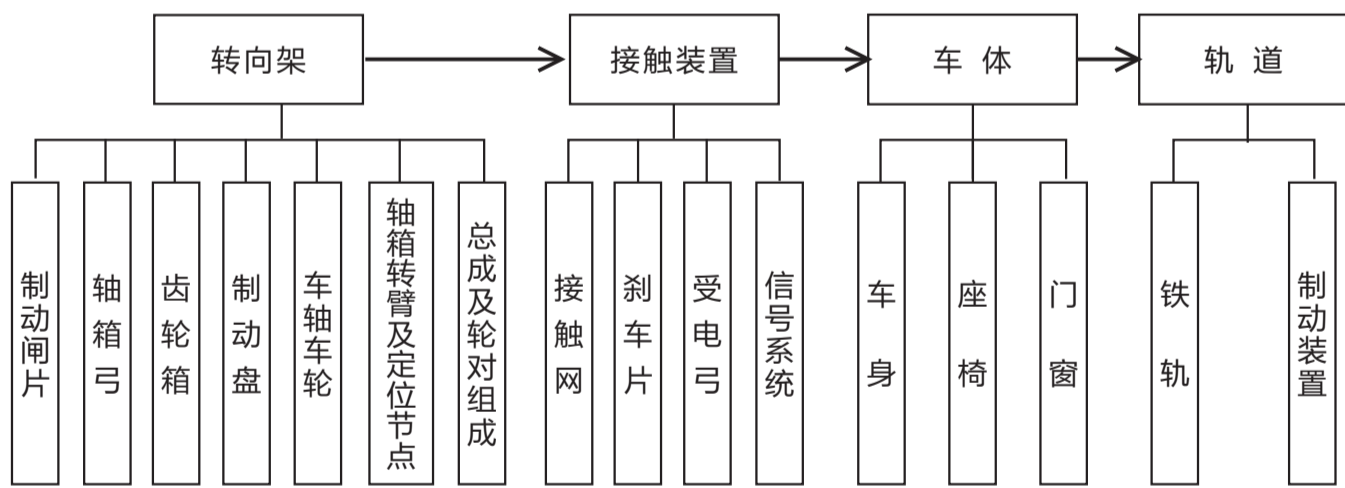 转向架
接触装置
车体
轨道
制动闸片
轴箱弓
齿轮箱
制动盘
车轴车轮
轴箱转臂及定位节点
总成及轮对组成
接触网
刹车片
受电弓
信号系统
车身
座椅
门窗
铁轨
制动装置